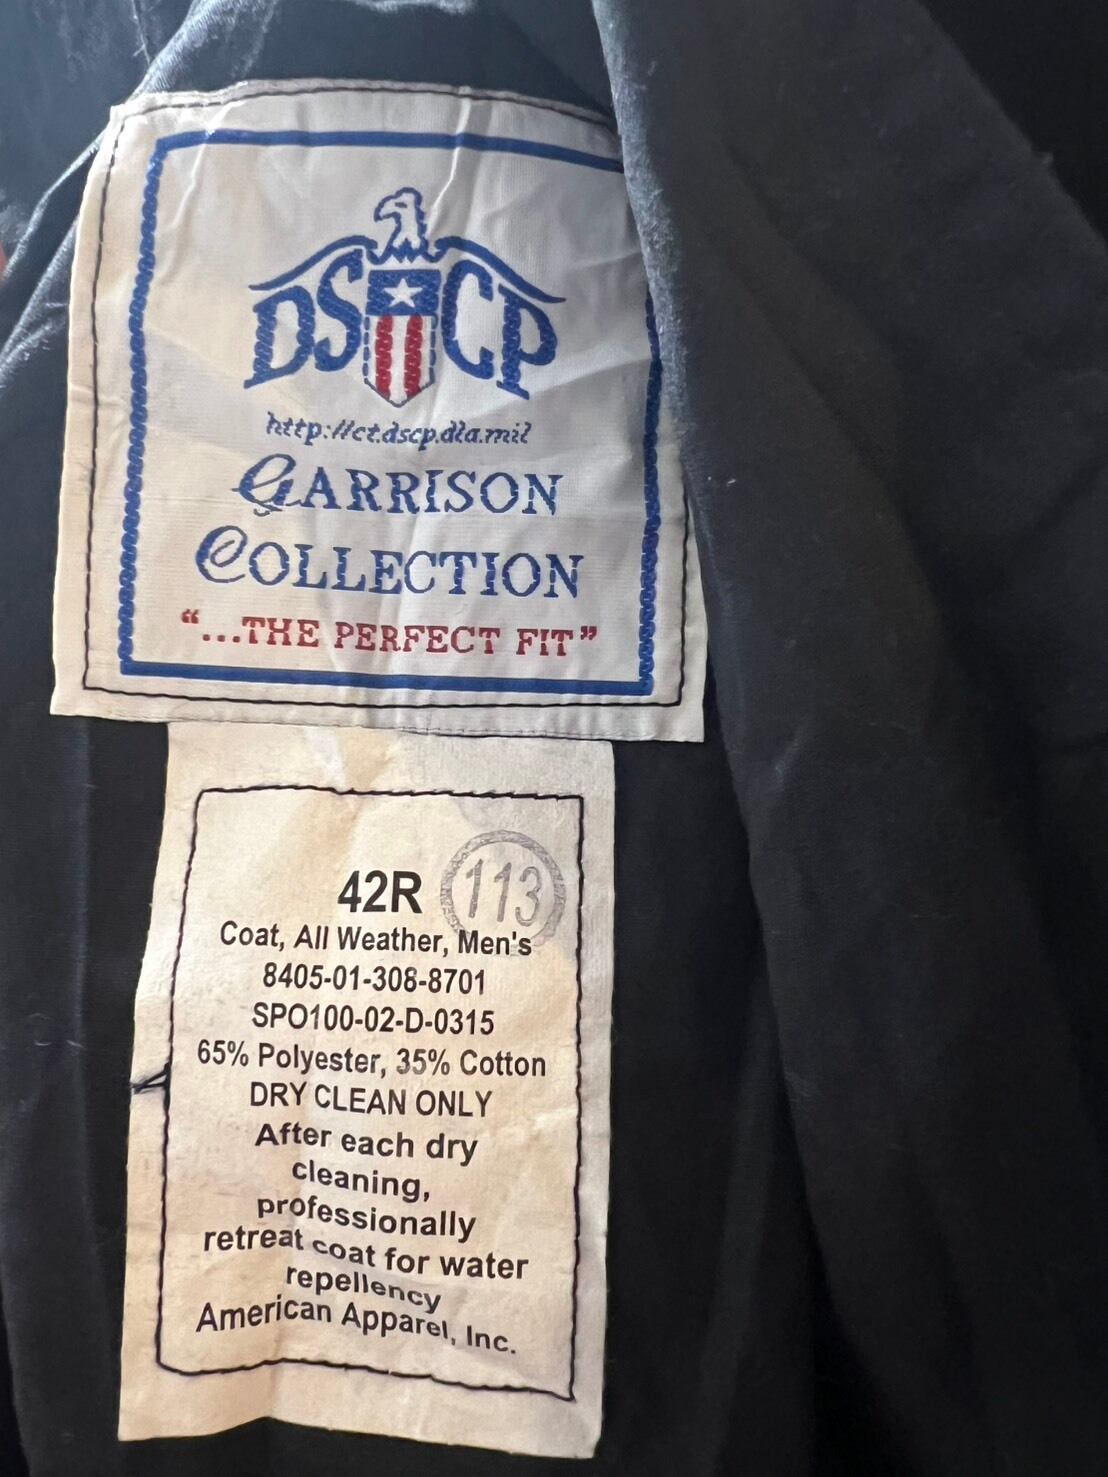 DSCP
http://ct.dscp.dla.mil
GARRISON
COLLECTION
"...THE PERFECT FIT"
42R 113
Coat, All Weather, Men's
8405-01-308-8701
SPO100-02-D-0315
65% Polyester, 35% Cotton
DRY CLEAN ONLY
After each dry
cleaning,
professionally
retreat coat for water
repellency
American Apparel, Inc.